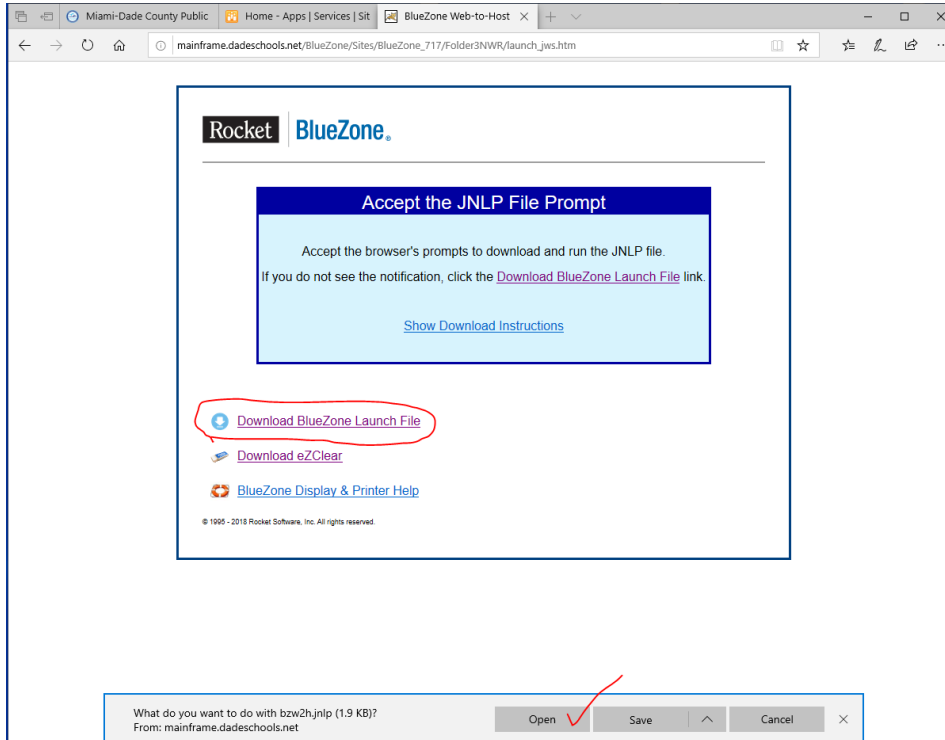 Miami-Dade County Public
Home - Apps | Services | Sit
BlueZone Web-to-Host
mainframe.dadeschools.net/BlueZone/Sites/BlueZone_717/Folder3NWR/launch_jws.htm
Rocket BlueZone®
Accept the JNLP File Prompt
Accept the browser's prompts to download and run the JNLP file.
If you do not see the notification, click the Download BlueZone Launch File link.
Show Download Instructions
Download BlueZone Launch File
Download eZClear
BlueZone Display & Printer Help
© 1995 - 2018 Rocket Software, Inc. All rights reserved.
What do you want to do with bzw2h.jnlp (1.9 KB)?
From: mainframe.dadeschools.net
Open
Save
Cancel